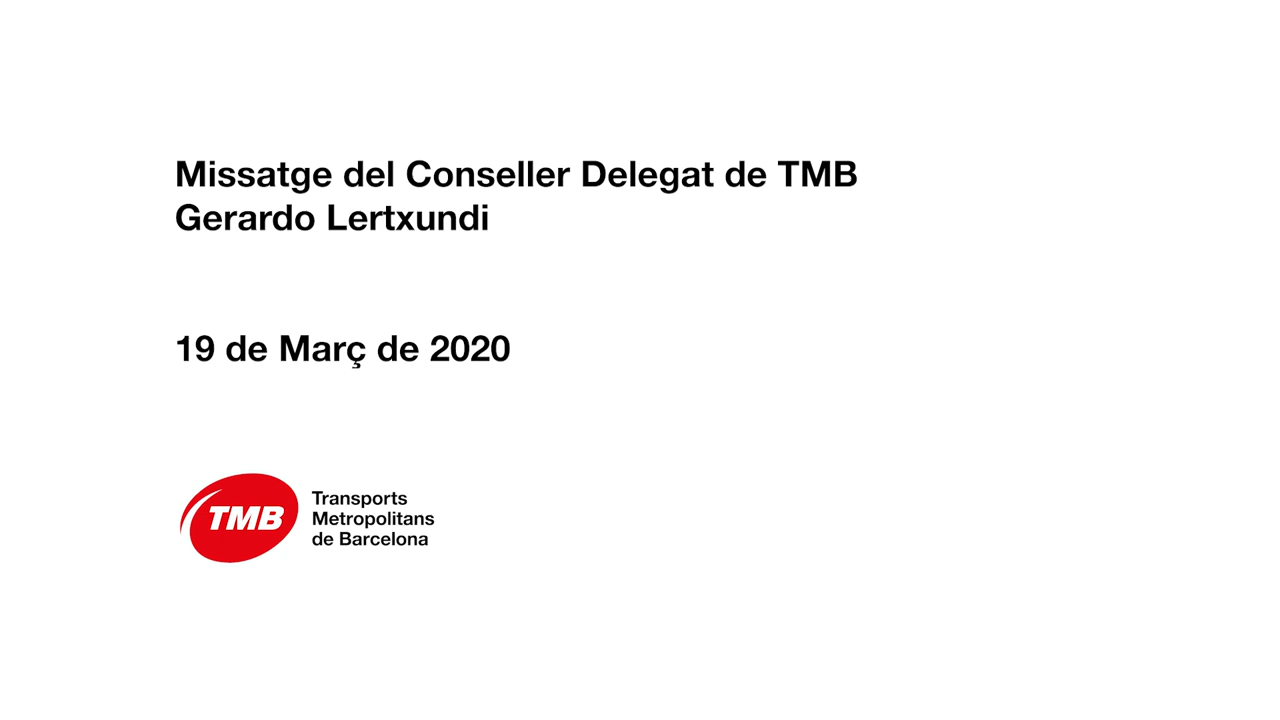 Missatge del Conseller Delegat de TMB
Gerardo Lertxundi
19 de Març de 2020
TMB
Transports
Metropolitans
de Barcelona